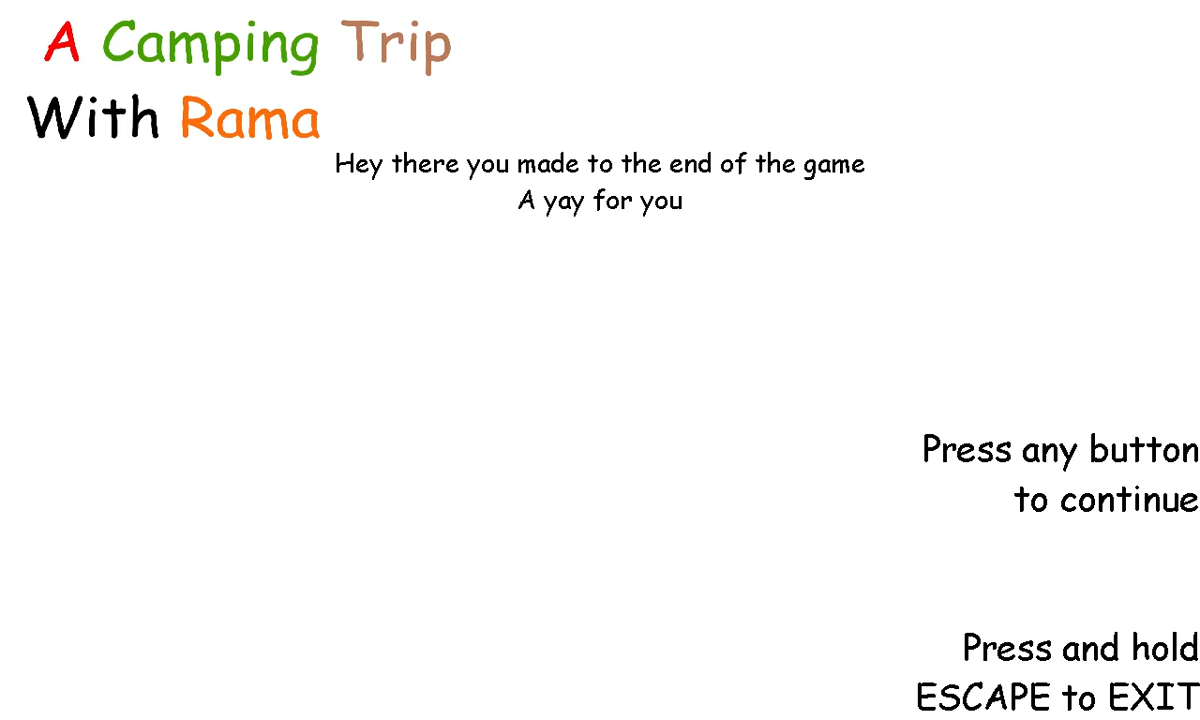 A Camping Trip
With Rama
Hey there you made to the end of the game
A yay for you
Press any button
to continue
Press and hold
ESCAPE to EXIT